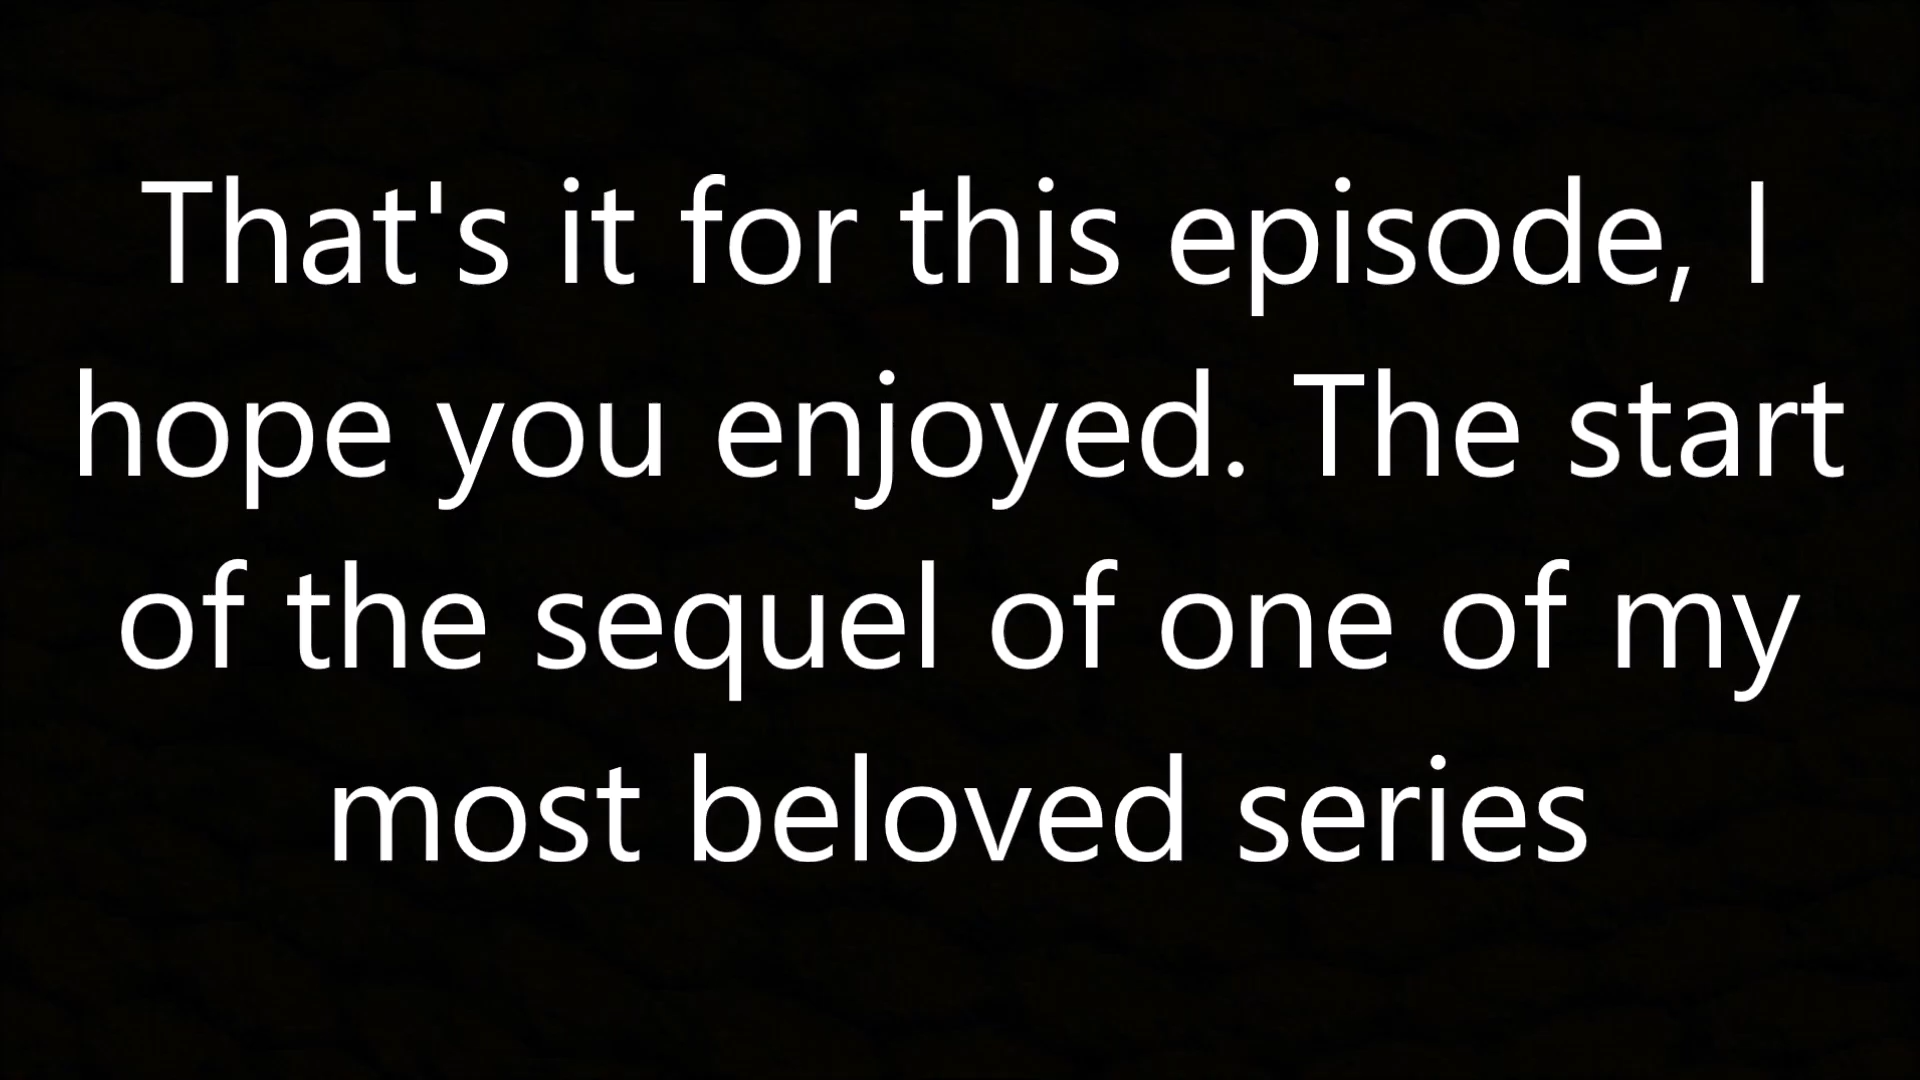 That's it for this episode, I
hope you enjoyed. The start
of the sequel of one of my
most beloved series